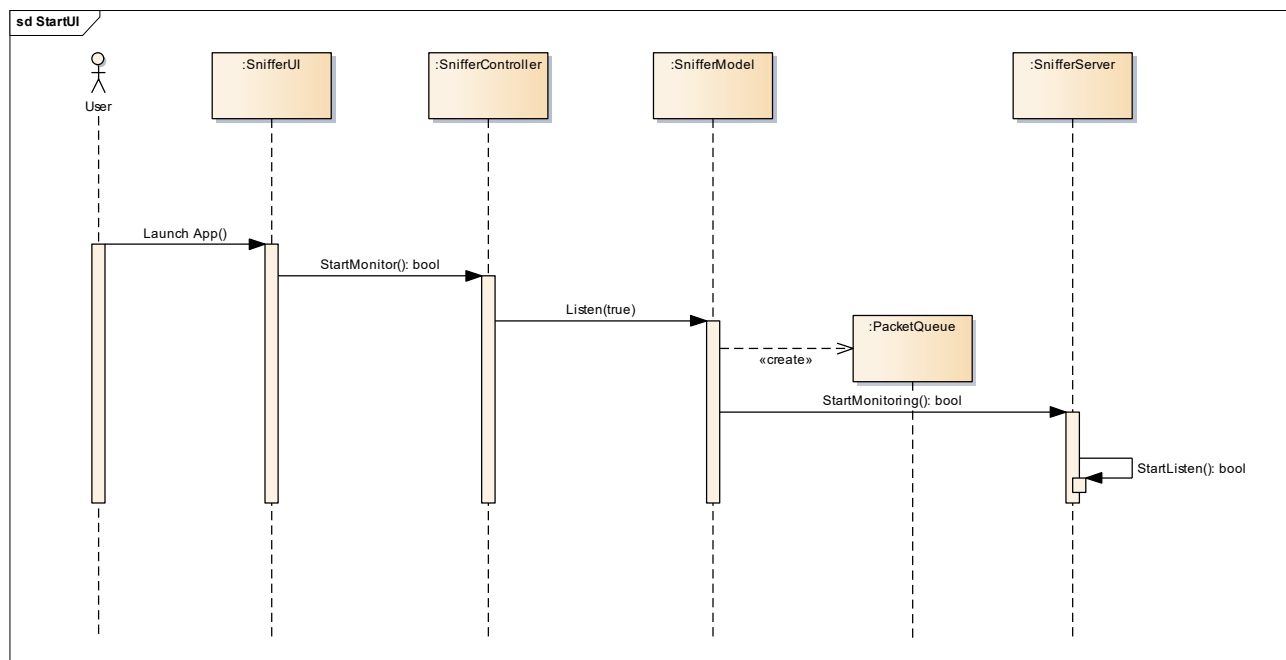 sd StartUI
:SnifferUI
:SnifferController
:SnifferModel
:SnifferServer
User
Launch App()
StartMonitor(): bool
Listen(true)
:PacketQueue
«create»
StartMonitoring(): bool
StartListen(): bool